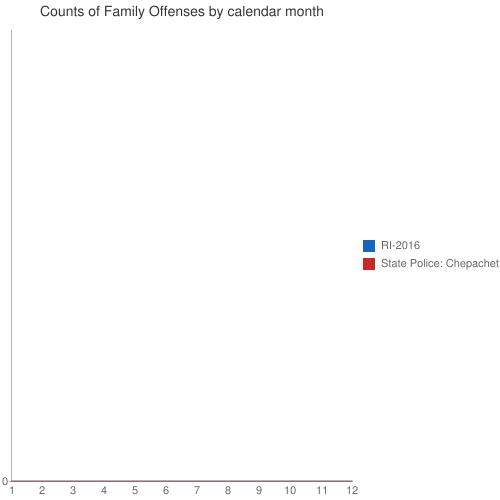 Counts of Family Offenses by calendar month
RI-2016
State Police: Chepachet
0
1 2 3 4 5 6 7 8 9 10 11 12